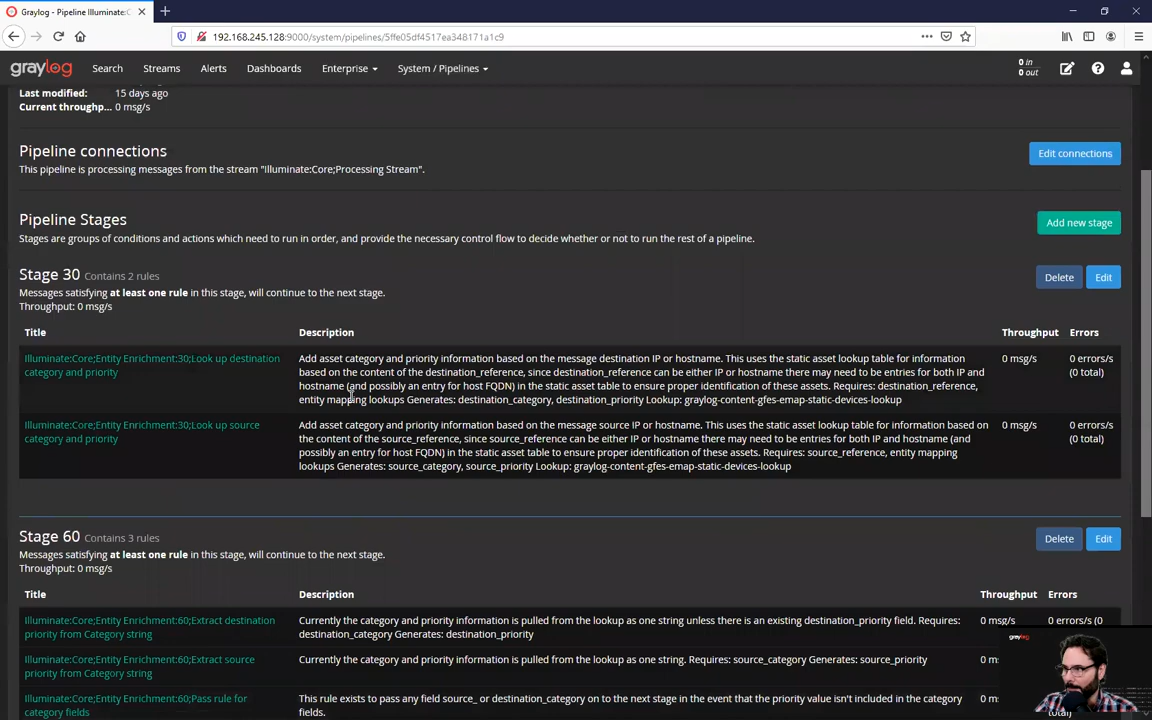 Graylog - Pipeline Illuminate:C
192.168.245.128:9000/system/pipelines/5ffe05df4517ea348171a1c9
graylog Search Streams Alerts Dashboards Enterprise System / Pipelines 0 in
0 out
Last modified: 15 days ago
Current throughp... 0 msg/s
Pipeline connections
Edit connections
This pipeline is processing messages from the stream "Illuminate:Core;Processing Stream".
Pipeline Stages
Add new stage
Stages are groups of conditions and actions which need to run in order, and provide the necessary control flow to decide whether or not to run the rest of a pipeline.
Stage 30 Contains 2 rules
Delete Edit
Messages satisfying at least one rule in this stage, will continue to the next stage.
Throughput: 0 msg/s
Title Description Throughput Errors
Illuminate:Core;Entity Enrichment:30;Look up destination
category and priority
Add asset category and priority information based on the message destination IP or hostname. This uses the static asset lookup table for information
based on the content of the destination_reference, since destination_reference can be either IP or hostname there may need to be entries for both IP and
hostname (and possibly an entry for host FQDN) in the static asset table to ensure proper identification of these assets. Requires: destination_reference,
entity mapping lookups Generates: destination_category, destination_priority Lookup: graylog-content-gfes-emap-static-devices-lookup
0 msg/s
0 errors/s
(0 total)
Illuminate:Core;Entity Enrichment:30;Look up source
category and priority
Add asset category and priority information based on the message source IP or hostname. This uses the static asset lookup table for information based on
the content of the source_reference, since source_reference can be either IP or hostname there may need to be entries for both IP and hostname (and
possibly an entry for host FQDN) in the static asset table to ensure proper identification of these assets. Requires: source_reference, entity mapping
lookups Generates: source_category, source_priority Lookup: graylog-content-gfes-emap-static-devices-lookup
0 msg/s
0 errors/s
(0 total)
Stage 60 Contains 3 rules
Delete Edit
Messages satisfying at least one rule in this stage, will continue to the next stage.
Throughput: 0 msg/s
Title Description Throughput Errors
Illuminate:Core;Entity Enrichment:60;Extract destination
priority from Category string
Currently the category and priority information is pulled from the lookup as one string unless there is an existing destination_priority field. Requires:
destination_category Generates: destination_priority
0 msg/s
0 errors/s (0
Illuminate:Core;Entity Enrichment:60;Extract source
priority from Category string
Currently the category and priority information is pulled from the lookup as one string. Requires: source_category Generates: source_priority
0 m
Illuminate:Core;Entity Enrichment:60;Pass rule for
category fields
This rule exists to pass any field source_ or destination_category on to the next stage in the event that the priority value isn't included in the category
fields.
0 m
total)
graylog